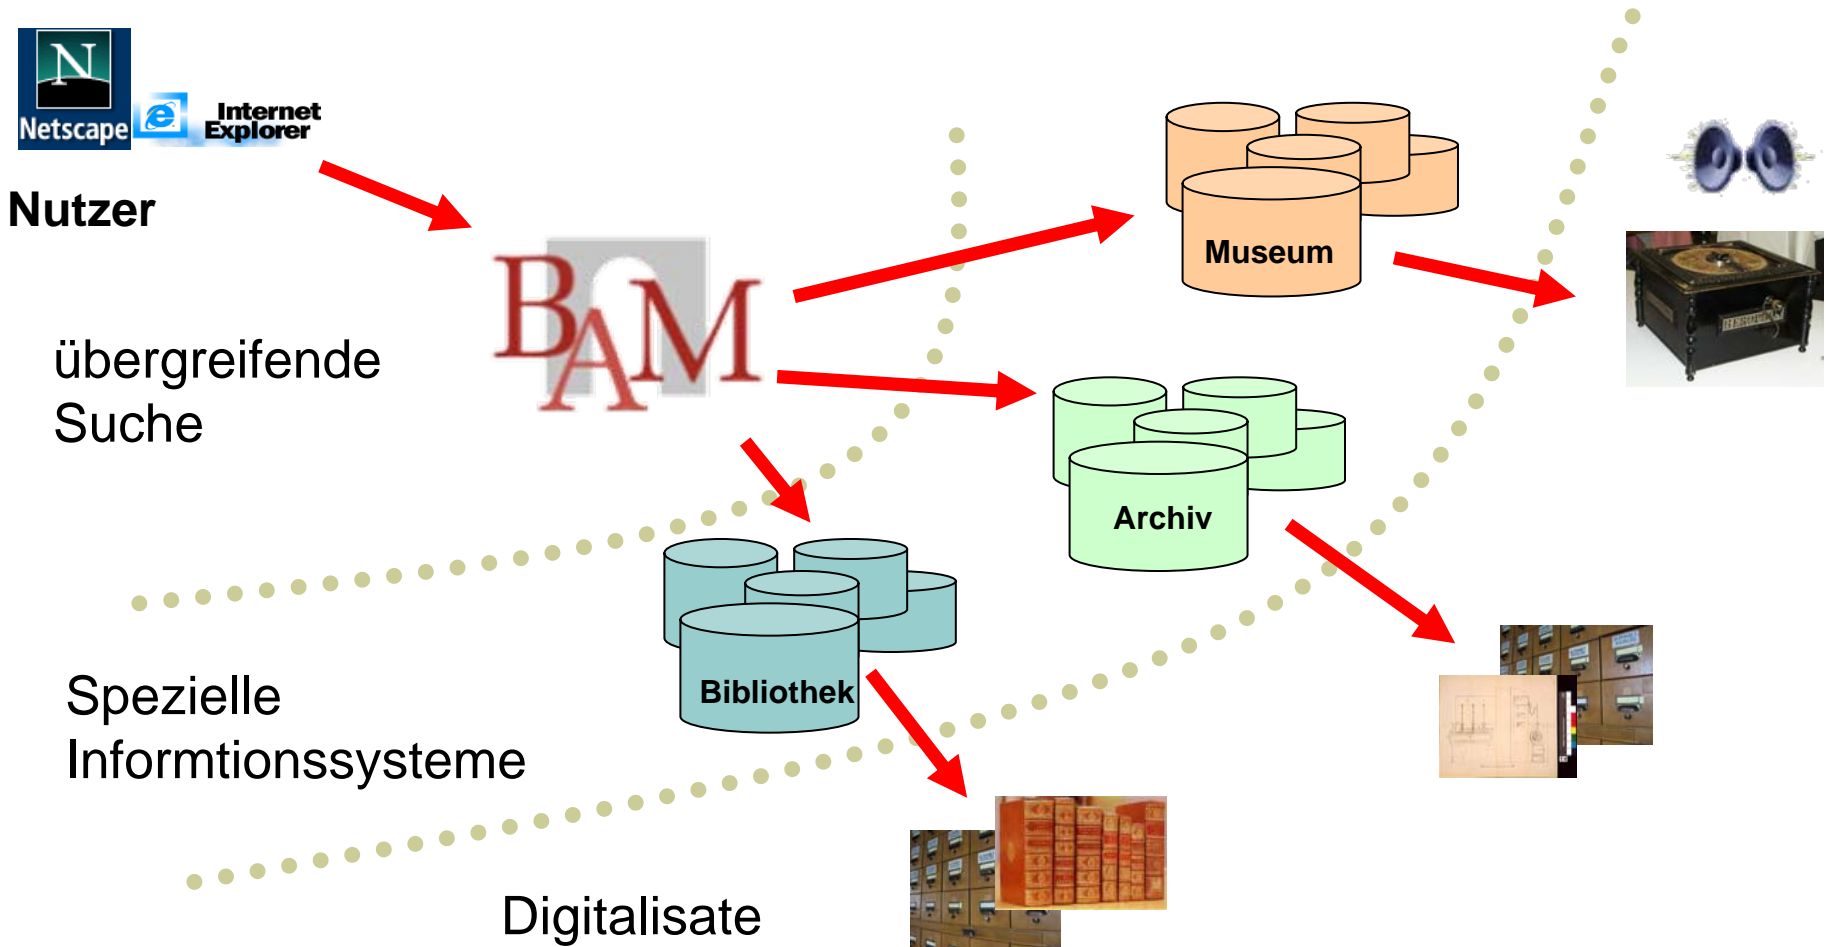 N
Netscape
Internet
Explorer
Nutzer
BAM
übergreifende
Suche
Museum
Archiv
Bibliothek
Spezielle
Informtionssysteme
Digitalisate